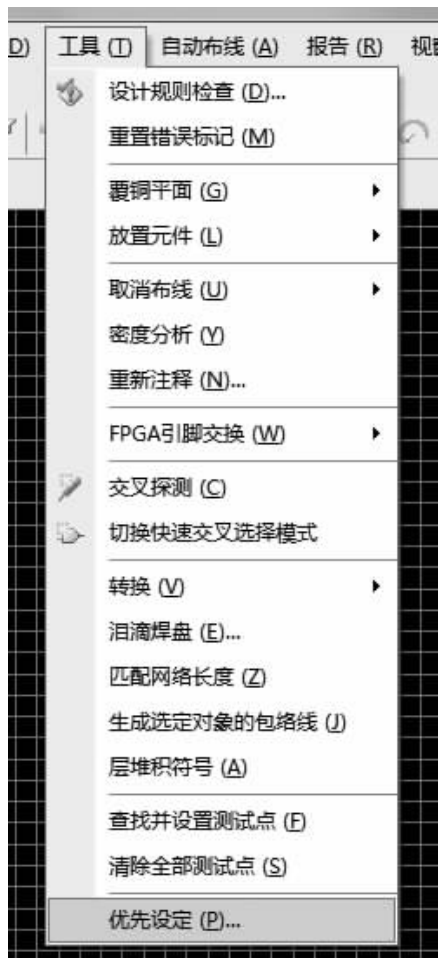 D) 工具 (T) 自动布线 (A) 报告 (R) 视
设计规则检查 (D)...
重置错误标记 (M)
覆铜平面 (G)
放置元件 (L)
取消布线 (U)
密度分析 (Y)
重新注释 (N)...
FPGA引脚交换 (W)
交叉探测 (C)
切换快速交叉选择模式
转换 (V)
泪滴焊盘 (E)...
匹配网络长度 (Z)
生成选定对象的包络线 (J)
层堆积符号 (A)
查找并设置测试点 (F)
清除全部测试点 (S)
优先设定 (P)...